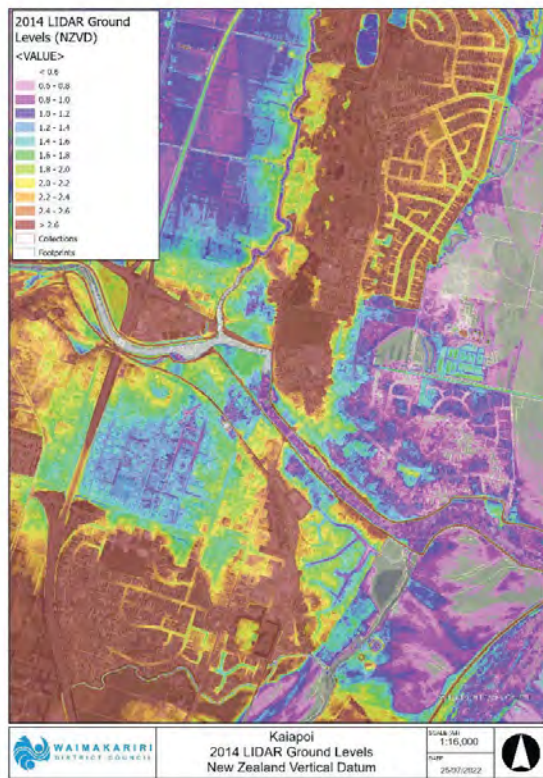 2014 LIDAR Ground
Levels (NZVD)
<VALUE>
< 0.6
0.6 - 0.8
0.8 - 1.0
1.0 - 1.2
1.2 - 1.4
1.4 - 1.6
1.6 - 1.8
1.8 - 2.0
2.0 - 2.2
2.2 - 2.4
2.4 - 2.6
> 2.6
Collections
Footprints
WAIMAKARIRI
DISTRICT COUNCIL
Kaiapoi
2014 LIDAR Ground Levels
New Zealand Vertical Datum
1:16,000
DATE
25/07/2022